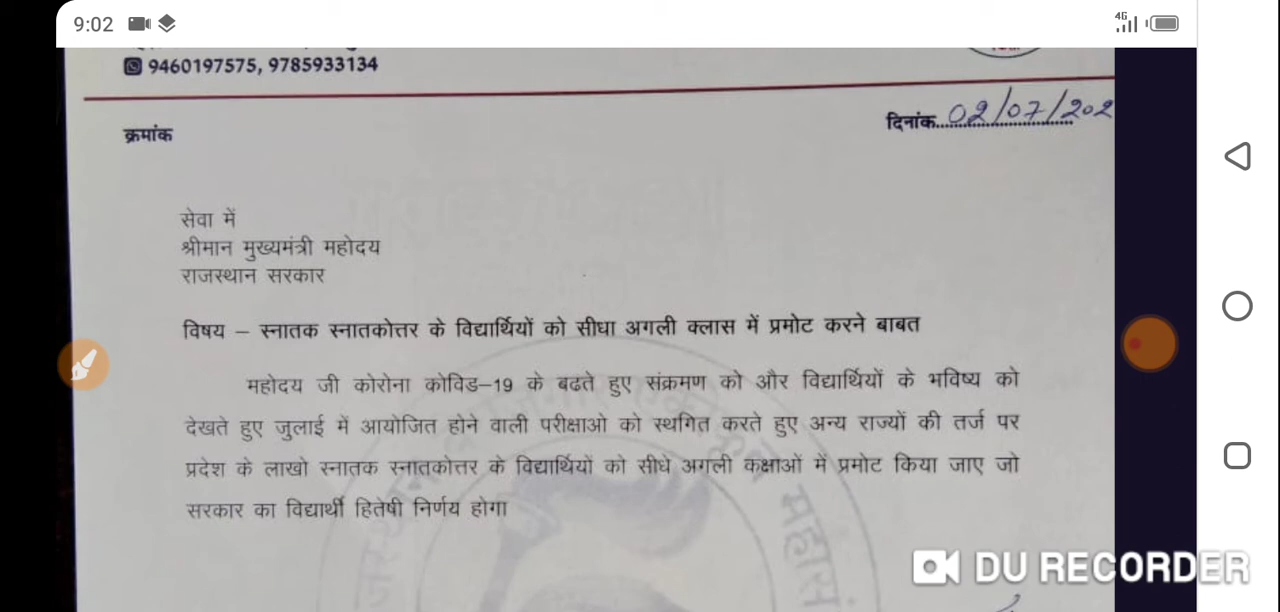 9:02
4G
9460197575, 9785933134
क्रमांक
दिनांक 02/07/202
सेवा में
श्रीमान मुख्यमंत्री महोदय
राजस्थान सरकार
विषय – स्नातक स्नातकोत्तर के विद्यार्थियों को सीधा अगली क्लास में प्रमोट करने बाबत
महोदय जी कोरोना कोविड–19 के बढते हुए संक्रमण को और विद्यार्थियों के भविष्य को
देखते हुए जुलाई में आयोजित होने वाली परीक्षाओ को स्थगित करते हुए अन्य राज्यों की तर्ज पर
प्रदेश के लाखो स्नातक स्नातकोत्तर के विद्यार्थियों को सीधे अगली कक्षाओं में प्रमोट किया जाए जो
सरकार का विद्यार्थी हितेषी निर्णय होगा
DU RECORDER